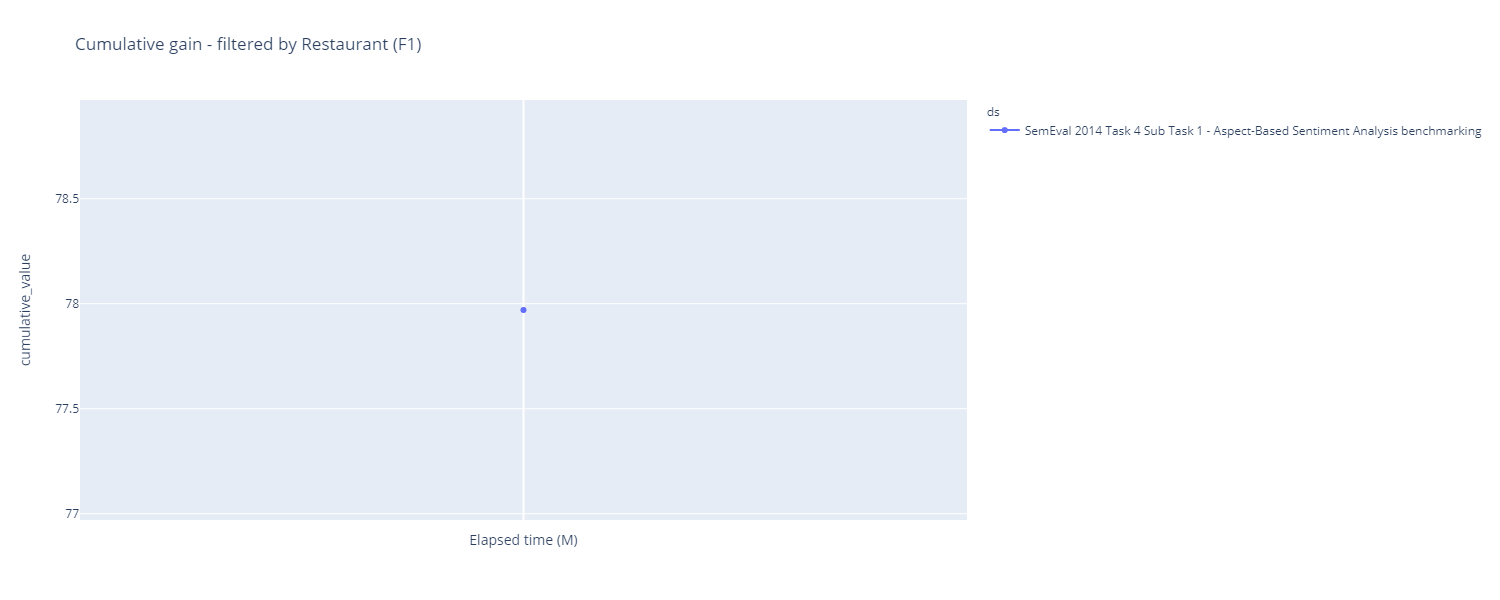 Cumulative gain - filtered by Restaurant (F1)
ds
SemEval 2014 Task 4 Sub Task 1 - Aspect-Based Sentiment Analysis benchmarking
78.5
78
77.5
77
cumulative_value
Elapsed time (M)